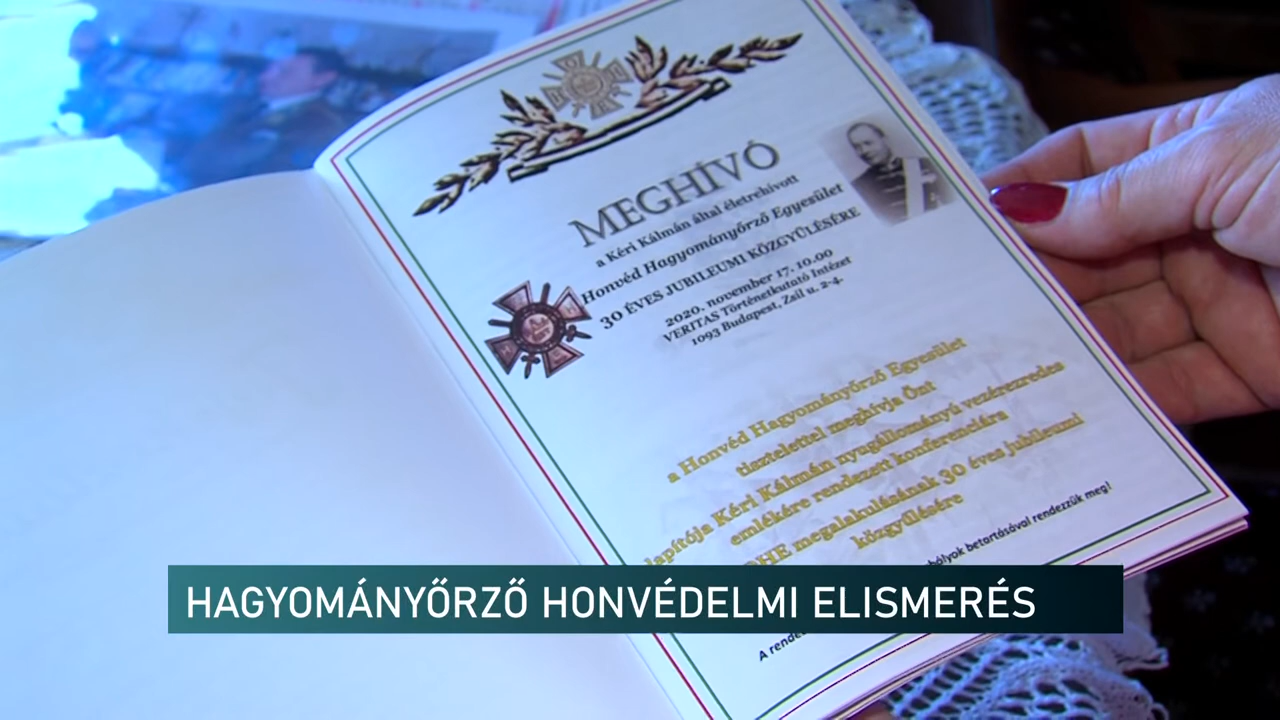 MEGHÍVÓ
a Kéri Kálmán által életrehívott
Honvéd Hagyományőrző Egyesület
30 ÉVES JUBILEUMI KÖZGYŰLÉSÉRE
2020. november 17. 10.00
VERITAS Történetkutató Intézet
1093 Budapest, Zsil u. 2-4.
a Honvéd Hagyományőrző Egyesület
tisztelettel meghívja Önt
Kéri Kálmán nyugállományú vezérezredes
emlékére rendezett konferenciára
megalakulásának 30 éves jubileumi
közgyűlésére
betartásával rendezzük meg!
HAGYOMÁNYŐRZŐ HONVÉDELMI ELISMERÉS
A